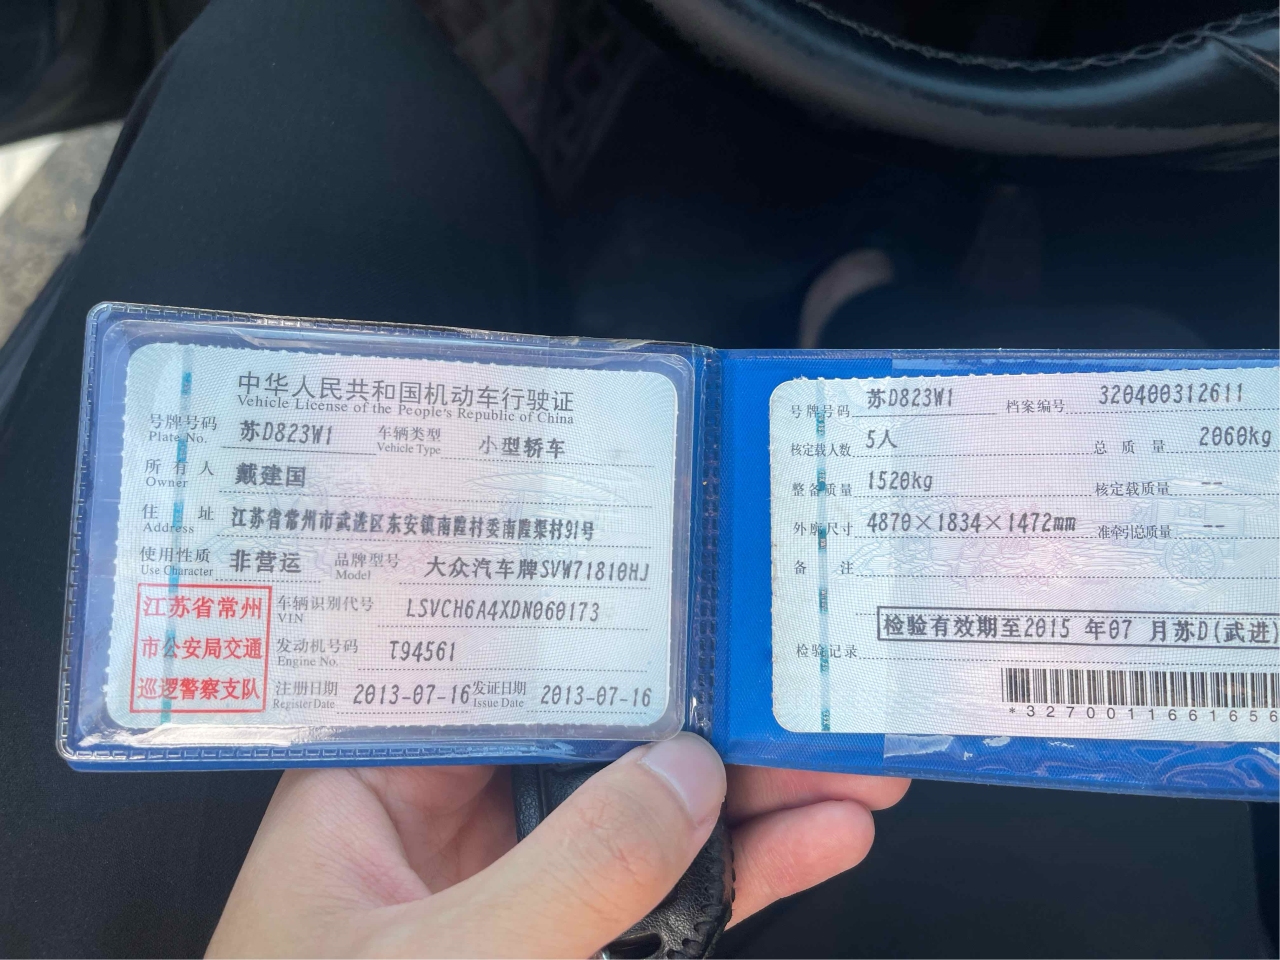 中华人民共和国机动车行驶证
Vehicle License of the People's Republic of China
号牌号码 苏D823W1 车辆类型 小型轿车
Plate No. Vehicle Type
所有人 戴建国
Owner
住址 江苏省常州市武进区东安镇南霞村委南霞渠村91号
Address
使用性质 非营运 品牌型号 大众汽车牌SVW71810HJ
Use Character Model
江苏省常州
市公安局交通
巡逻警察支队
车辆识别代号 LSVCH6A4XDN060173
VIN
发动机号码 T94561
Engine No.
注册日期 2013-07-16 发证日期 2013-07-16
Register Date Issue Date
号牌号码 苏D823W1 档案编号 320400312611
核定载人数 5人 总质量 2060kg
整备质量 1520kg 核定载质量 --
外廓尺寸 4870×1834×1472mm 准牵引总质量 --
备注
检验有效期至2015 年07 月苏D(武进)
检验记录
*3270011661656